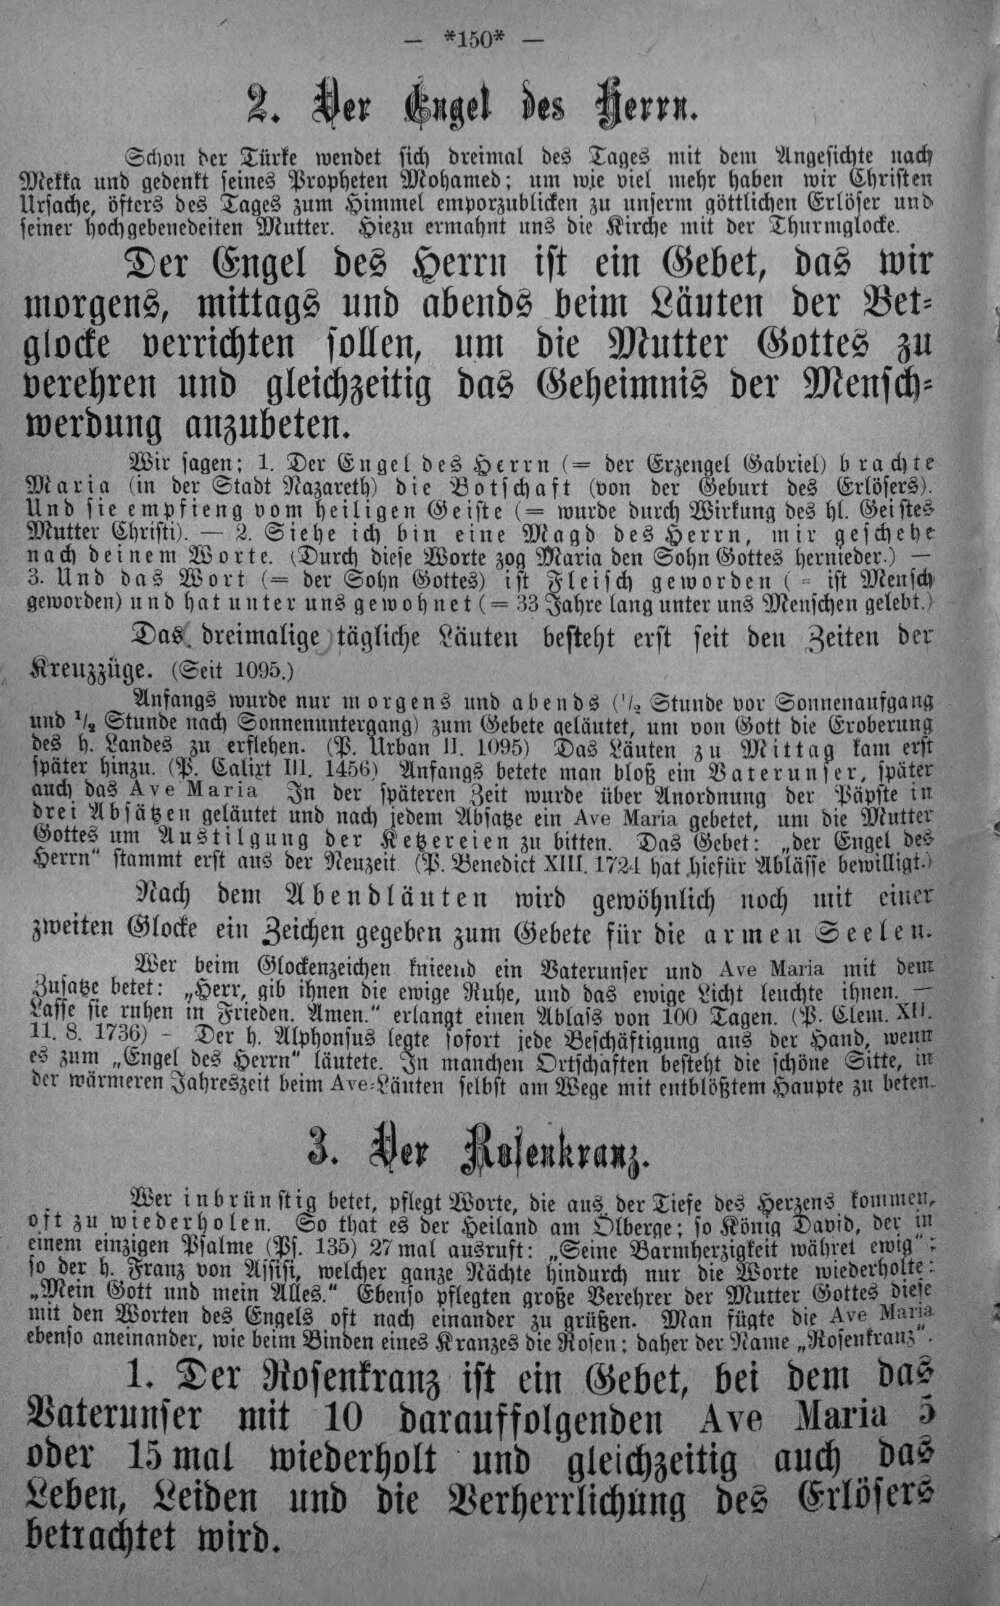 — *150* —
2. Der Engel des Herrn.
Schon der Türke wendet sich dreimal des Tages mit dem Angesichte nach
Mekka und gedenkt seines Propheten Mohamed; um wie viel mehr haben wir Christen
Ursache, öfters des Tages zum Himmel emporzublicken zu unserm göttlichen Erlöser und
seiner hochgebenedeiten Mutter. Hiezu ermahnt uns die Kirche mit der Thurmglocke.
Der Engel des Herrn ist ein Gebet, das wir
morgens, mittags und abends beim Läuten der Bet-
glocke verrichten sollen, um die Mutter Gottes zu
verehren und gleichzeitig das Geheimnis der Mensch-
werdung anzubeten.
Wir sagen: 1. Der Engel des Herrn (= der Erzengel Gabriel) brachte
Maria (in der Stadt Nazareth) die Botschaft (von der Geburt des Erlösers).
Und sie empfieng vom heiligen Geiste (= wurde durch Wirkung des hl. Geistes
Mutter Christi). — 2. Siehe ich bin eine Magd des Herrn, mir geschehe
nach deinem Worte. (Durch diese Worte zog Maria den Sohn Gottes hernieder.) —
3. Und das Wort (= der Sohn Gottes) ist Fleisch geworden (= ist Mensch
geworden) und hat unter uns gewohnet (= 33 Jahre lang unter uns Menschen gelebt.)
Das dreimalige tägliche Läuten besteht erst seit den Zeiten der
Kreuzzüge. (Seit 1095.)
Anfangs wurde nur morgens und abends (½ Stunde vor Sonnenaufgang
und ½ Stunde nach Sonnenuntergang) zum Gebete geläutet, um von Gott die Eroberung
des h. Landes zu erflehen. (P. Urban II. 1095) Das Läuten zu Mittag kam erst
später hinzu. (P. Calixt III. 1456) Anfangs betete man bloß ein Vaterunser, später
auch das Ave Maria In der späteren Zeit wurde über Anordnung der Päpste in
drei Absätzen geläutet und nach jedem Absatze ein Ave Maria gebetet, um die Mutter
Gottes um Austilgung der Ketzereien zu bitten. Das Gebet: „der Engel des
Herrn“ stammt erst aus der Neuzeit (P. Benedict XIII. 1724 hat hiefür Ablässe bewilligt.)
Nach dem Abendläuten wird gewöhnlich noch mit einer
zweiten Glocke ein Zeichen gegeben zum Gebete für die armen Seelen.
Wer beim Glockenzeichen knieend ein Vaterunser und Ave Maria mit dem
Zusatze betet: „Herr, gib ihnen die ewige Ruhe, und das ewige Licht leuchte ihnen. —
Lasse sie ruhen in Frieden. Amen.“ erlangt einen Ablass von 100 Tagen. (P. Clem. XII.
11. 8. 1736) - Der h. Alphonsus legte sofort jede Beschäftigung aus der Hand, wenn
es zum „Engel des Herrn“ läutete. In manchen Ortschaften besteht die schöne Sitte, in
der wärmeren Jahreszeit beim Ave-Läuten selbst am Wege mit entblößtem Haupte zu beten.
3. Der Rosenkranz.
Wer inbrünstig betet, pflegt Worte, die aus der Tiefe des Herzens kommen,
oft zu wiederholen. So that es der Heiland am Ölberge; so König David, der in
einem einzigen Psalme (Ps. 135) 27 mal ausruft: „Seine Barmherzigkeit währet ewig“;
so der h. Franz von Assisi, welcher ganze Nächte hindurch nur die Worte wiederholte:
„Mein Gott und mein Alles.“ Ebenso pflegten große Verehrer der Mutter Gottes diese
mit den Worten des Engels oft nach einander zu grüßen. Man fügte die Ave Maria
ebenso aneinander, wie beim Binden eines Kranzes die Rosen; daher der Name „Rosenkranz“.
1. Der Rosenkranz ist ein Gebet, bei dem das
Vaterunser mit 10 darauffolgenden Ave Maria 5
oder 15 mal wiederholt und gleichzeitig auch das
Leben, Leiden und die Verherrlichung des Erlösers
betrachtet wird.